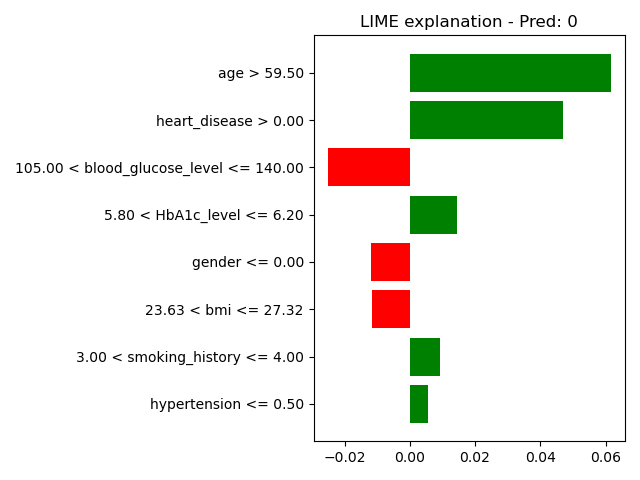 LIME explanation - Pred: 0
age > 59.50
heart_disease > 0.00
105.00 < blood_glucose_level <= 140.00
5.80 < HbA1c_level <= 6.20
gender <= 0.00
23.63 < bmi <= 27.32
3.00 < smoking_history <= 4.00
hypertension <= 0.50
−0.02 0.00 0.02 0.04 0.06